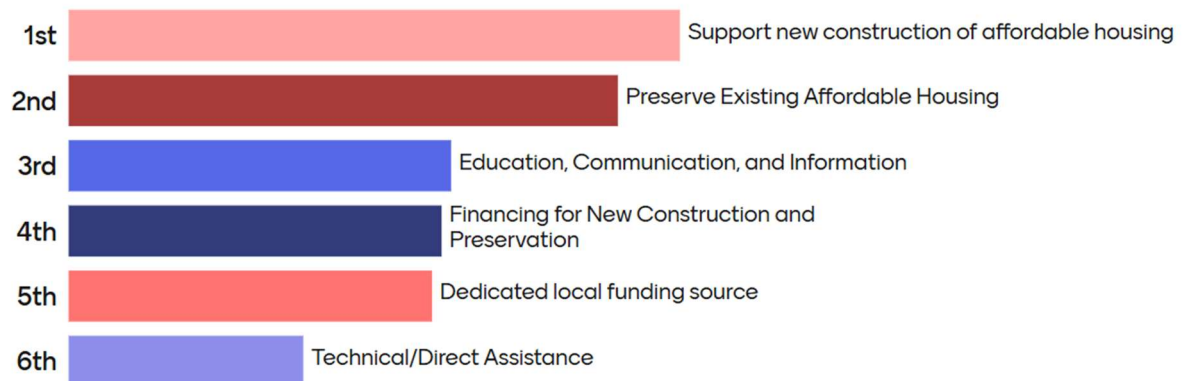 1st Support new construction of affordable housing
2nd Preserve Existing Affordable Housing
3rd Education, Communication, and Information
4th Financing for New Construction and
Preservation
5th Dedicated local funding source
6th Technical/Direct Assistance